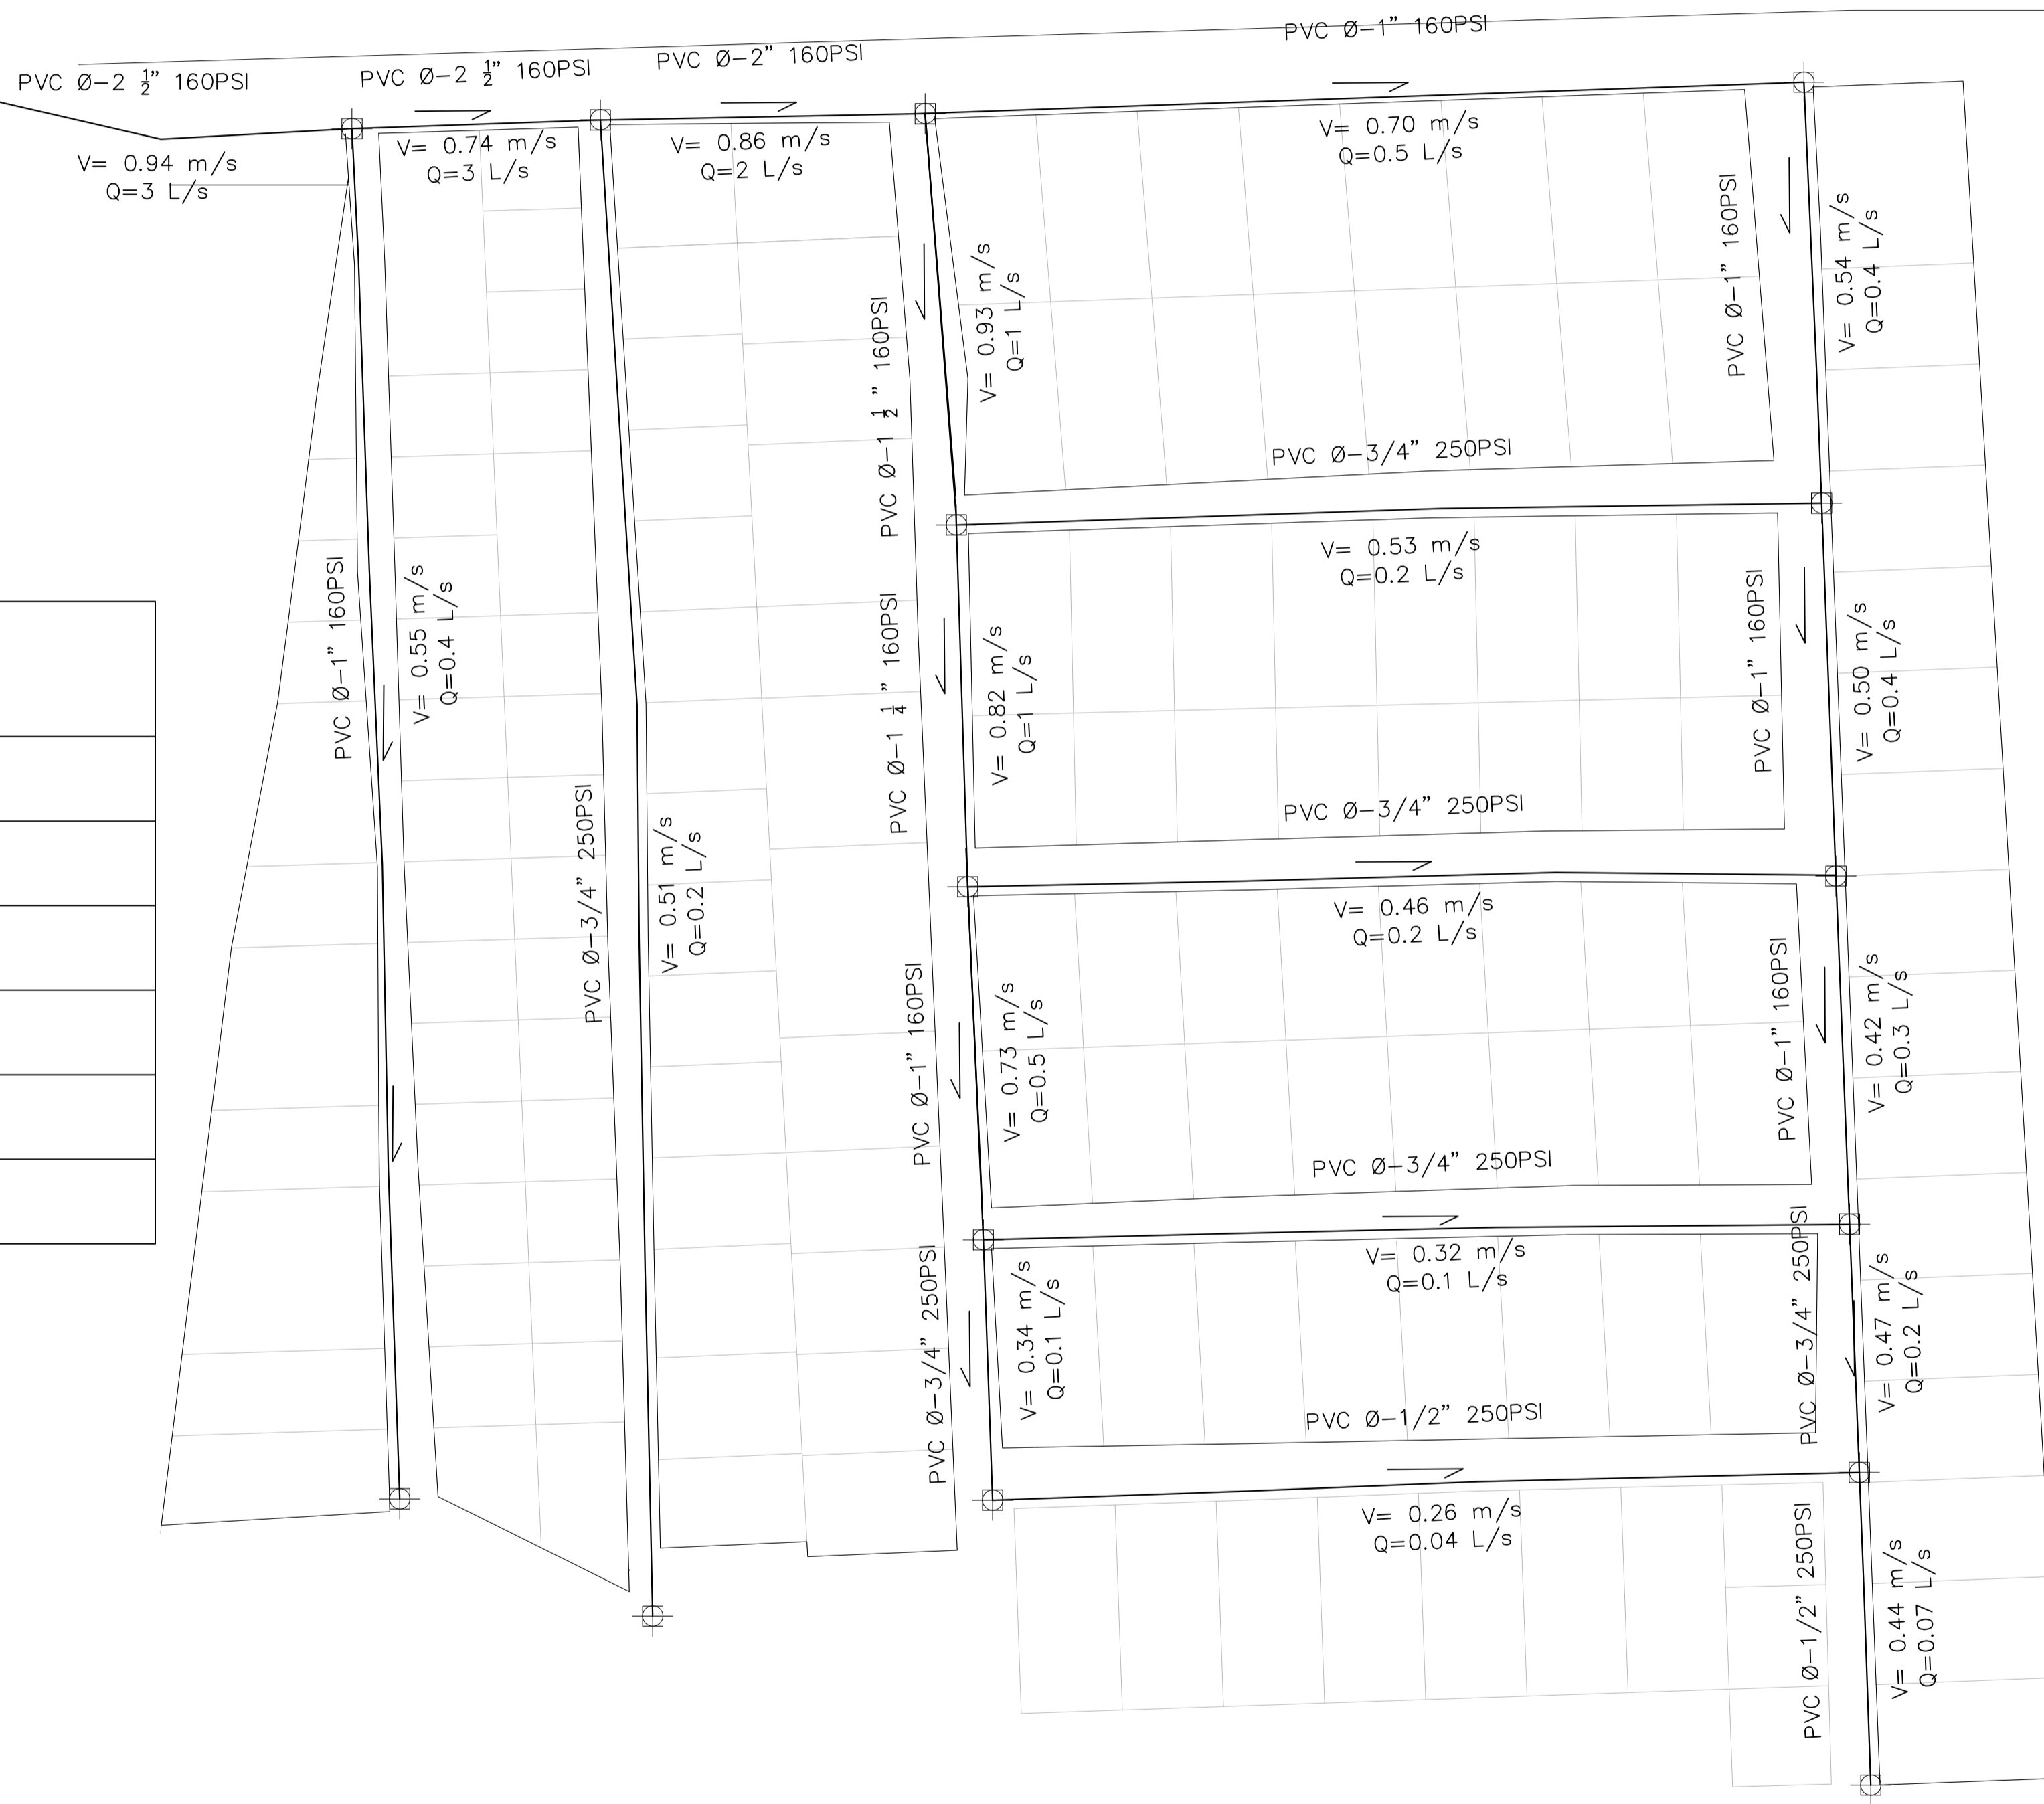 PVC Ø-2 ½" 160PSI
PVC Ø-2 ½" 160PSI
PVC Ø-2" 160PSI
PVC Ø-1" 160PSI
V= 0.94 m/s
Q=3 L/s
V= 0.74 m/s
Q=3 L/s
V= 0.86 m/s
Q=2 L/s
V= 0.70 m/s
Q=0.5 L/s
PVC Ø-1" 160PSI
V= 0.55 m/s
Q=0.4 L/s
PVC Ø-3/4" 250PSI
V= 0.51 m/s
Q=0.2 L/s
PVC Ø-1 ½" 160PSI
V= 0.93 m/s
Q=1 L/s
PVC Ø-1" 160PSI
V= 0.54 m/s
Q=0.4 L/s
PVC Ø-3/4" 250PSI
V= 0.53 m/s
Q=0.2 L/s
PVC Ø-1 ¼" 160PSI
V= 0.82 m/s
Q=1 L/s
PVC Ø-1" 160PSI
V= 0.50 m/s
Q=0.4 L/s
PVC Ø-3/4" 250PSI
V= 0.46 m/s
Q=0.2 L/s
PVC Ø-1" 160PSI
V= 0.73 m/s
Q=0.5 L/s
PVC Ø-1" 160PSI
V= 0.42 m/s
Q=0.3 L/s
PVC Ø-3/4" 250PSI
V= 0.32 m/s
Q=0.1 L/s
PVC Ø-3/4" 250PSI
V= 0.34 m/s
Q=0.1 L/s
PVC Ø-3/4" 250PSI
V= 0.47 m/s
Q=0.2 L/s
PVC Ø-1/2" 250PSI
V= 0.26 m/s
Q=0.04 L/s
PVC Ø-1/2" 250PSI
V= 0.44 m/s
Q=0.07 L/s